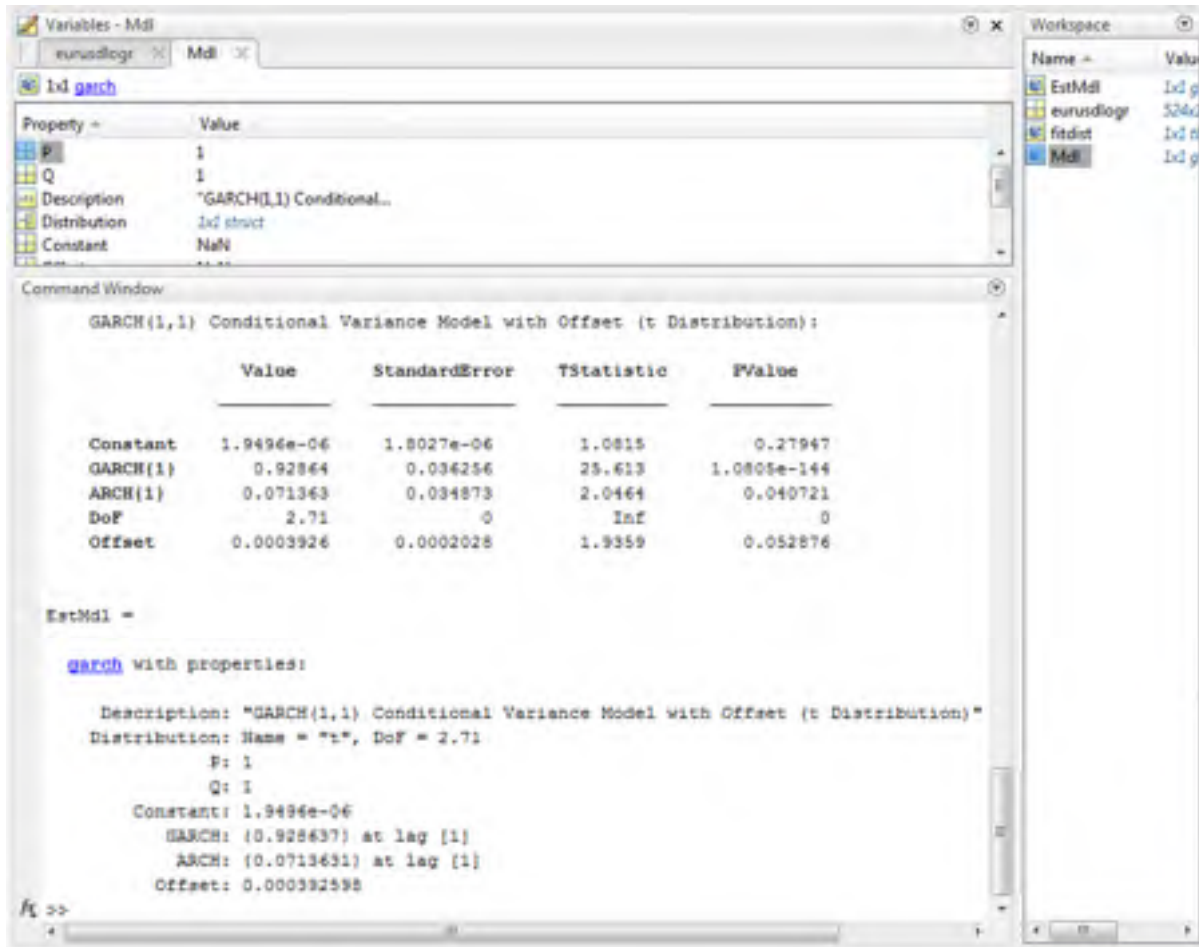 Variables - Mdl
eurusdlogr
Mdl
1x1 garch
Property
Value
P
1
Q
1
Description
"GARCH(1,1) Conditional...
Distribution
1x1 struct
Constant
NaN
Command Window
GARCH(1,1) Conditional Variance Model with Offset (t Distribution):
Value StandardError TStatistic PValue
Constant 1.9496e-06 1.8027e-06 1.0815 0.27947
GARCH{1} 0.92864 0.036256 25.613 1.0805e-144
ARCH{1} 0.071363 0.034873 2.0464 0.040721
DoF 2.71 0 Inf 0
Offset 0.0003926 0.0002028 1.9359 0.052876
EstMdl =
garch with properties:
Description: "GARCH(1,1) Conditional Variance Model with Offset (t Distribution)"
Distribution: Name = "t", DoF = 2.71
P: 1
Q: 1
Constant: 1.9496e-06
GARCH: {0.928637} at lag [1]
ARCH: {0.0713631} at lag [1]
Offset: 0.000392598
fx >>
Workspace
Name
Valu
EstMdl
1x1 g
eurusdlogr
524x
fitdist
1x1
Mdl
1x1 g